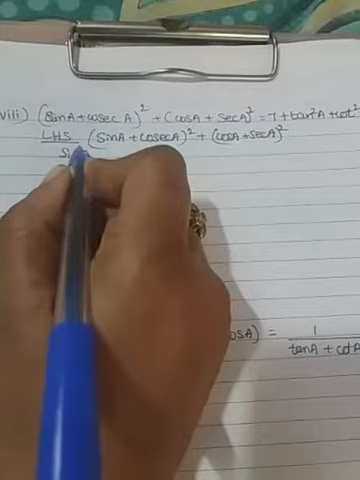 viii) (sinA+cosecA)² + (cosA + secA)² = 7 + tan²A + cot²
LHS (sinA + cosecA)² + (cosA + secA)²
osA) = 1
tanA + cotA